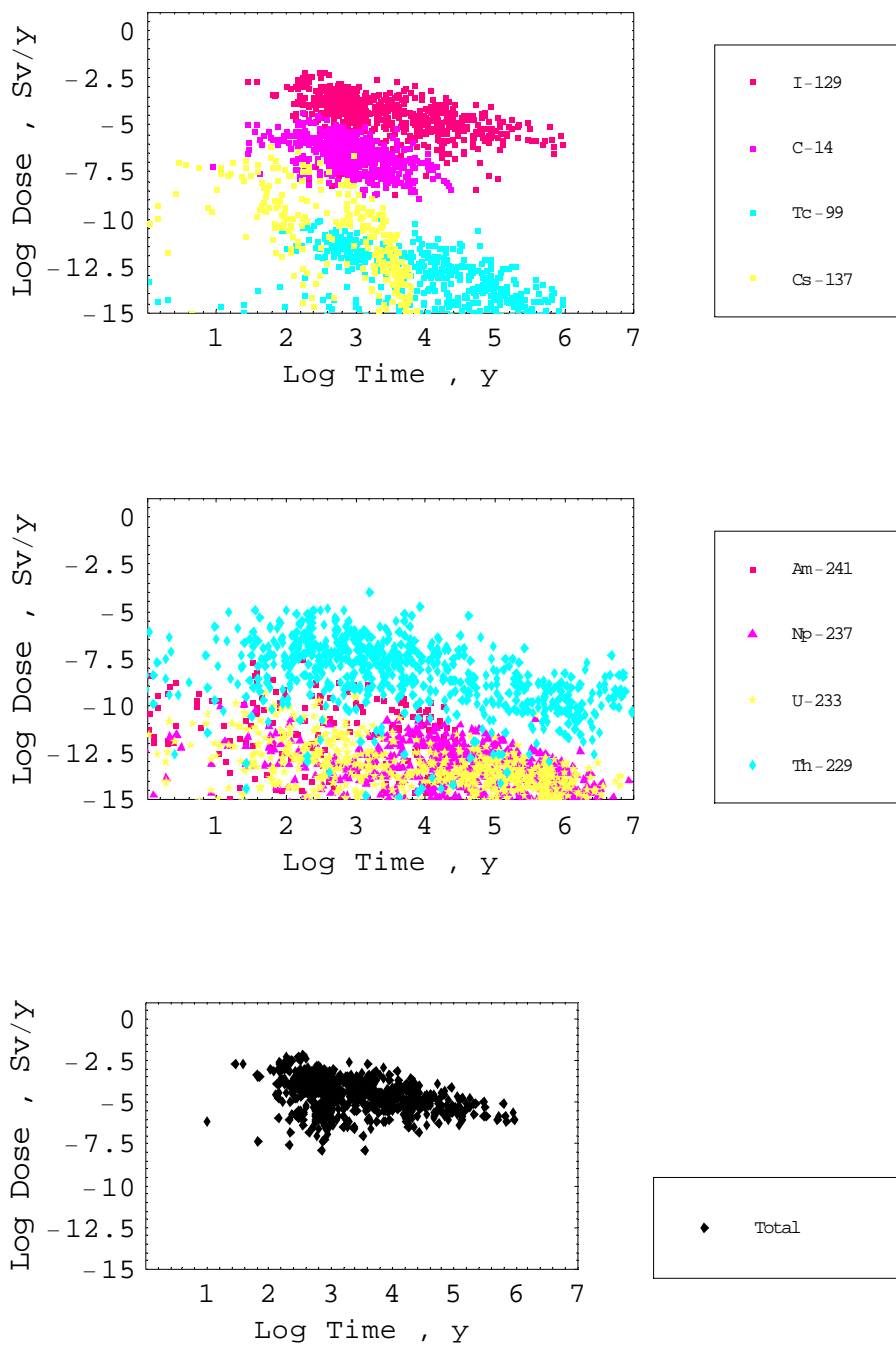 Log Dose , Sv/y
0
-2.5
-5
-7.5
-10
-12.5
-15
1 2 3 4 5 6 7
Log Time , y
I-129
C-14
Tc-99
Cs-137
Log Dose , Sv/y
0
-2.5
-5
-7.5
-10
-12.5
-15
1 2 3 4 5 6 7
Log Time , y
Am-241
Np-237
U-233
Th-229
Log Dose , Sv/y
0
-2.5
-5
-7.5
-10
-12.5
-15
1 2 3 4 5 6 7
Log Time , y
Total